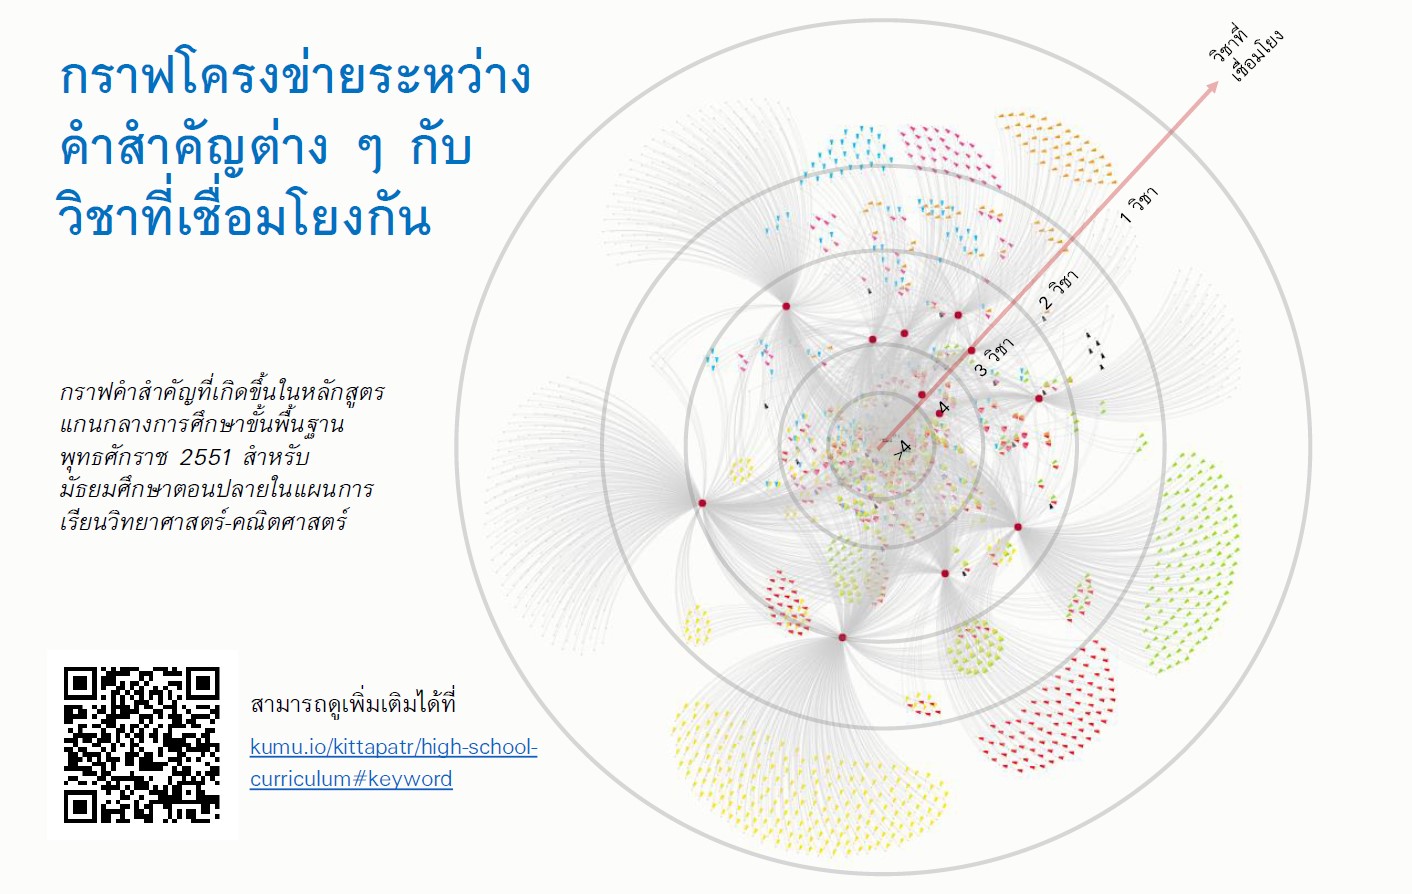 กราฟโครงข่ายระหว่าง
คำสำคัญต่าง ๆ กับ
วิชาที่เชื่อมโยงกัน
กราฟคำสำคัญที่เกิดขึ้นในหลักสูตร
แกนกลางการศึกษาขั้นพื้นฐาน
พุทธศักราช 2551 สำหรับ
มัธยมศึกษาตอนปลายในแผนการ
เรียนวิทยาศาสตร์-คณิตศาสตร์
สามารถดูเพิ่มเติมได้ที่
kumu.io/kittapatr/high-school-
curriculum#keyword
วิชาที่
เชื่อมโยง
1 วิชา
2 วิชา
3 วิชา
4
>4